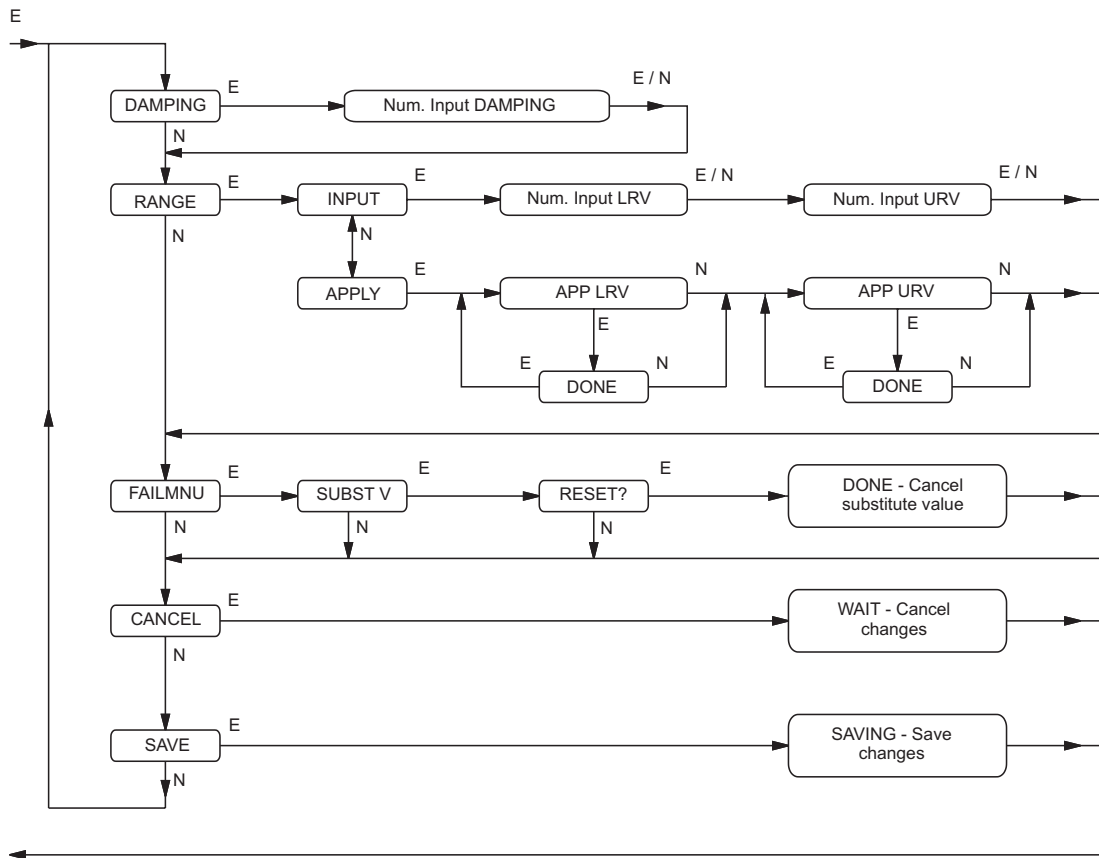 E
E
E / N
DAMPING
Num. Input DAMPING
N
E
E
E / N
E / N
RANGE
INPUT
Num. Input LRV
Num. Input URV
N
N
E
N
N
APPLY
APP LRV
APP URV
E
E
E
N
E
N
DONE
DONE
E
E
E
FAILMNU
SUBST V
RESET?
DONE - Cancel
substitute value
N
N
N
E
CANCEL
WAIT - Cancel
changes
N
E
SAVE
SAVING - Save
changes
N